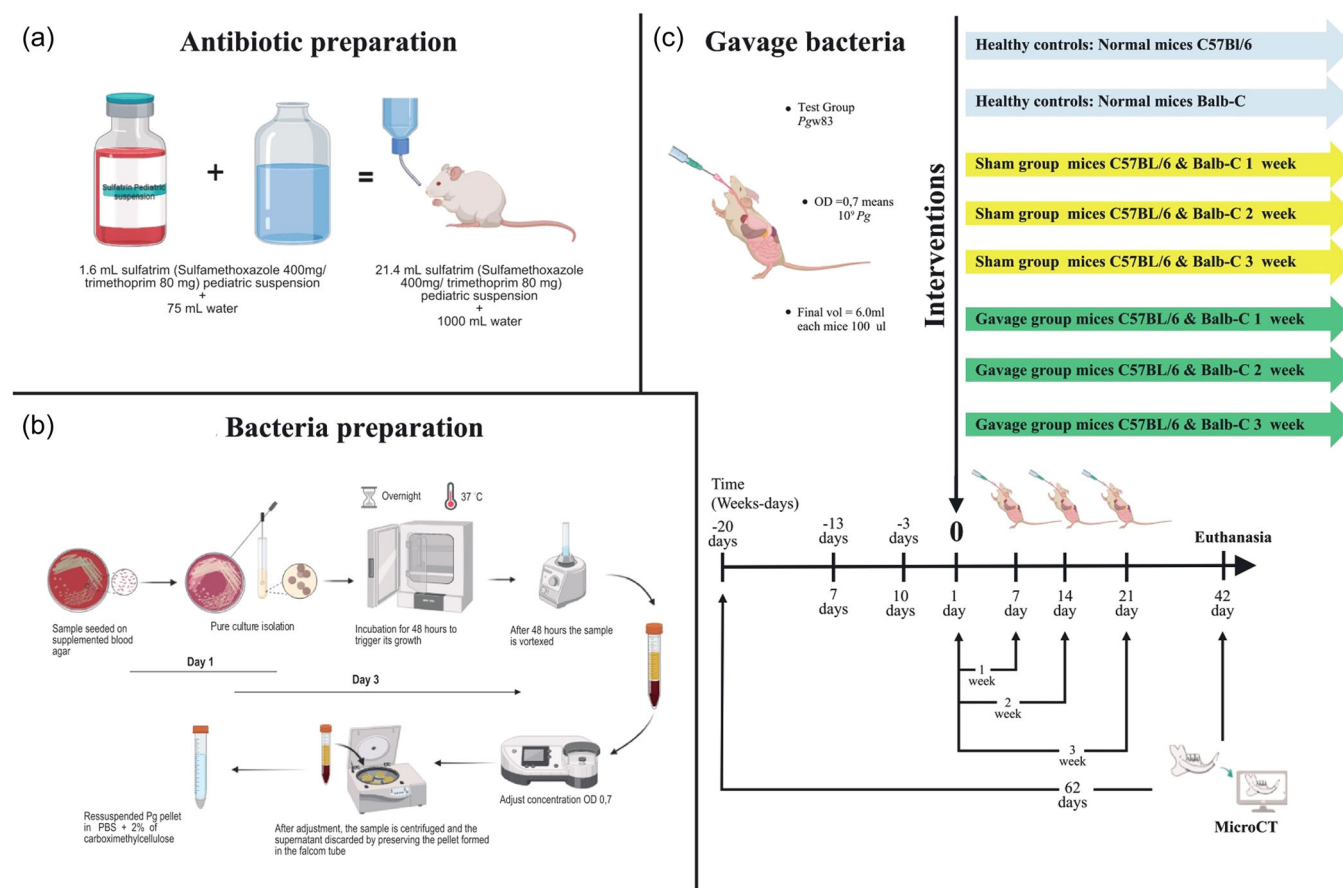 (a)
Antibiotic preparation
Sulfatrin Pediatric
suspension
+
=
1.6 mL sulfatrim (Sulfamethoxazole 400mg/
trimethoprim 80 mg) pediatric suspension
+
75 mL water
21.4 mL sulfatrim (Sulfamethoxazole
400mg/ trimethoprim 80 mg)
pediatric suspension
+
1000 mL water
(b)
Bacteria preparation
Overnight
37 °C
Sample seeded on
supplemented blood
agar
Pure culture isolation
Incubation for 48 hours to
trigger its growth
After 48 hours the sample
is vortexed
Day 1
Day 3
Ressuspended Pg pellet
in PBS + 2% of
carboximethylcellulose
After adjustment, the sample is centrifuged and the
supernatant discarded by preserving the pellet formed
in the falcom tube
Adjust concentration OD 0,7
(c)
Gavage bacteria
• Test Group
Pgw83
• OD =0,7 means
10⁹ Pg
• Final vol = 6.0ml
each mice 100 ul
Interventions
Healthy controls: Normal mices C57Bl/6
Healthy controls: Normal mices Balb-C
Sham group mices C57BL/6 & Balb-C 1 week
Sham group mices C57BL/6 & Balb-C 2 week
Sham group mices C57BL/6 & Balb-C 3 week
Gavage group mices C57BL/6 & Balb-C 1 week
Gavage group mices C57BL/6 & Balb-C 2 week
Gavage group mices C57BL/6 & Balb-C 3 week
Time
(Weeks-days)
-20
days
-13
days
-3
days
0
Euthanasia
7
days
10
days
1
day
7
day
14
day
21
day
42
day
1
week
2
week
3
week
62
days
MicroCT